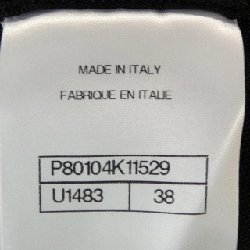 MADE IN ITALY
FABRIQUE EN ITALIE
P80104K11529
U1483 38